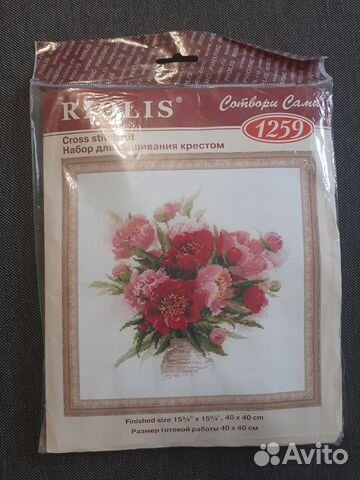 RIOLIS®
Сотвори Сама
Cross stitch kit
1259
Набор для вышивания крестом
Finished size 15¾" x 15¾", 40 x 40 cm
Размер готовой работы 40 x 40 см
Avito